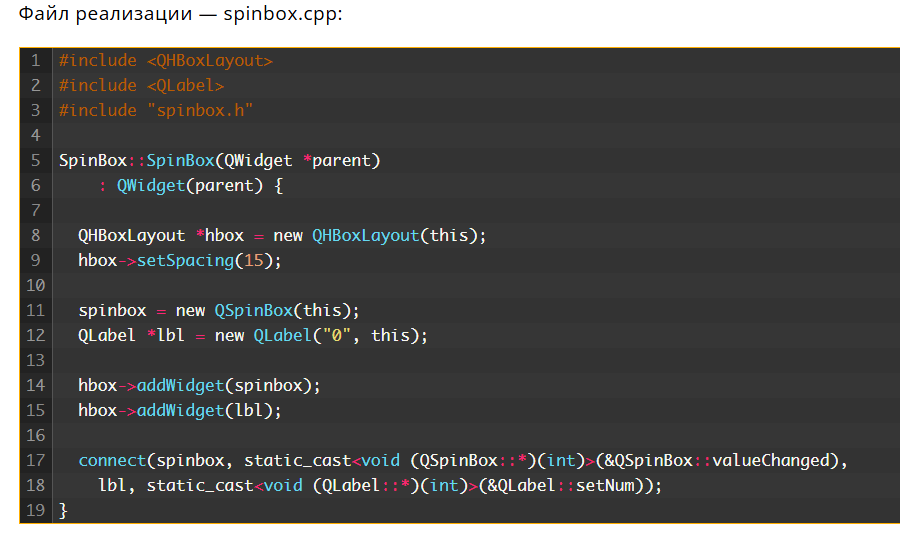 Файл реализации — spinbox.cpp:
1 #include <QHBoxLayout>
2 #include <QLabel>
3 #include "spinbox.h"
4
5 SpinBox::SpinBox(QWidget *parent)
6     : QWidget(parent) {
7
8   QHBoxLayout *hbox = new QHBoxLayout(this);
9   hbox->setSpacing(15);
10
11   spinbox = new QSpinBox(this);
12   QLabel *lbl = new QLabel("0", this);
13
14   hbox->addWidget(spinbox);
15   hbox->addWidget(lbl);
16
17   connect(spinbox, static_cast<void (QSpinBox::*)(int)>(&QSpinBox::valueChanged),
18     lbl, static_cast<void (QLabel::*)(int)>(&QLabel::setNum));
19 }